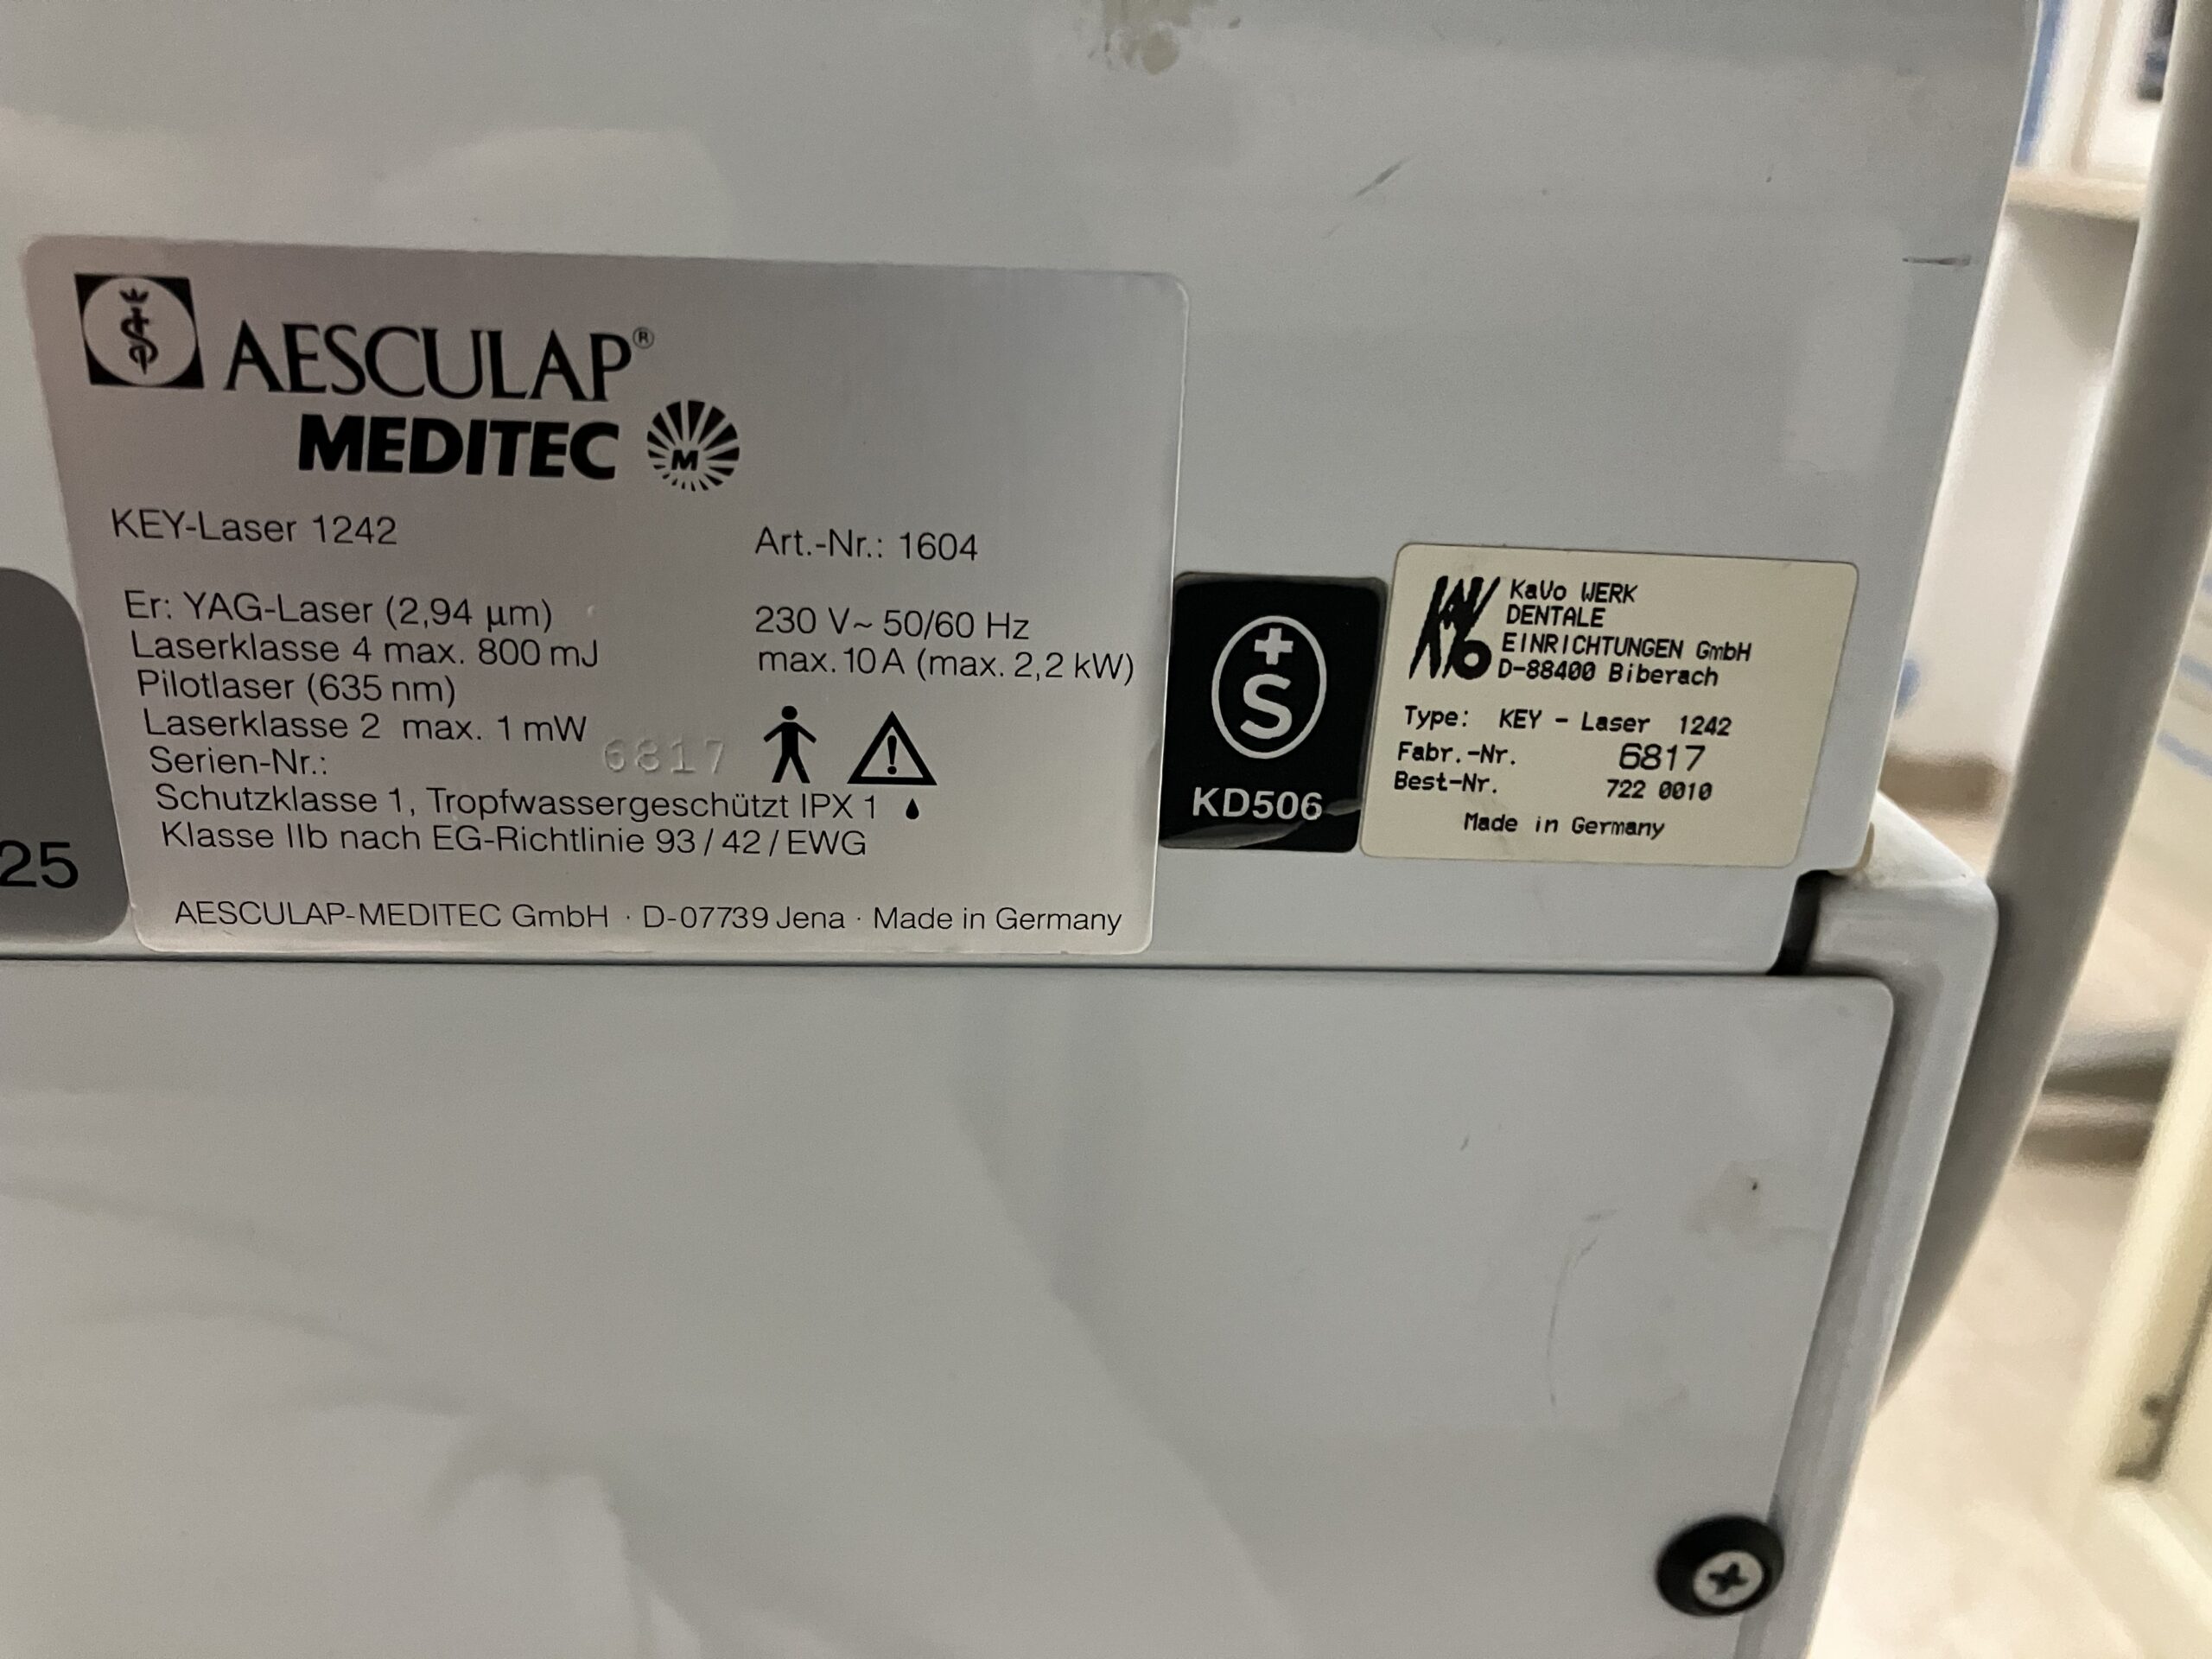 AESCULAP®
MEDITEC
M
KEY-Laser 1242
Art.-Nr.: 1604
Er: YAG-Laser (2,94 µm)
230 V~ 50/60 Hz
Laserklasse 4 max. 800 mJ
max. 10 A (max. 2,2 kW)
Pilotlaser (635 nm)
Laserklasse 2 max. 1 mW
Serien-Nr.: 6817
Schutzklasse 1, Tropfwassergeschützt IPX 1
Klasse IIb nach EG-Richtlinie 93 / 42 / EWG
AESCULAP-MEDITEC GmbH · D-07739 Jena · Made in Germany
25
S
KD506
KaVo
KaVo WERK
DENTALE
EINRICHTUNGEN GmbH
D-88400 Biberach
Type: KEY - Laser 1242
Fabr.-Nr. 6817
Best-Nr. 722 0010
Made in Germany